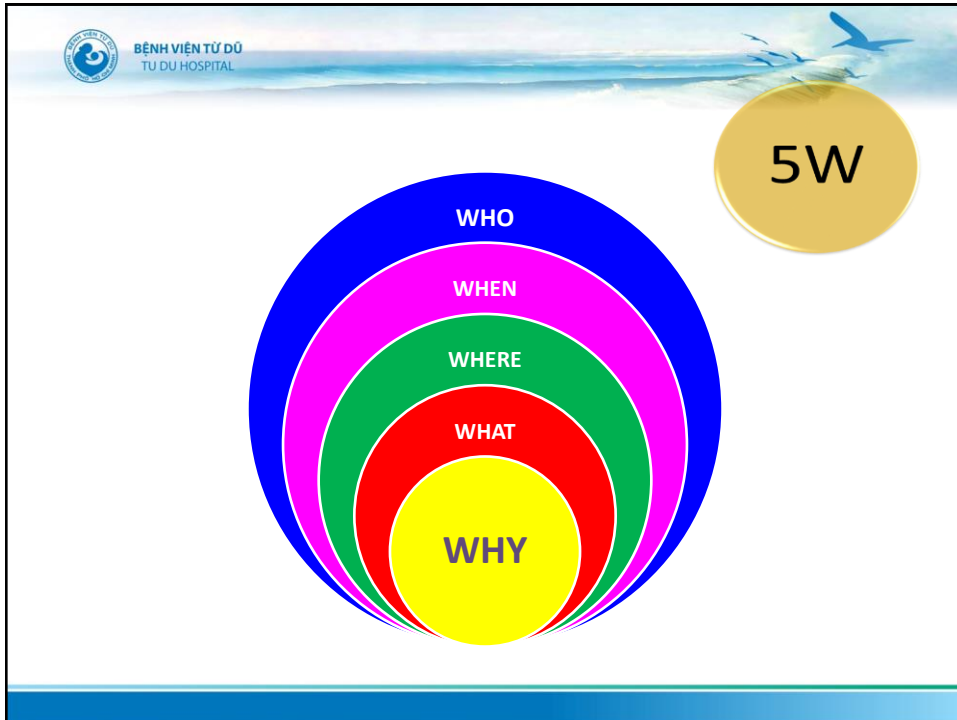 BỆNH VIỆN TỪ DŨ
TU DU HOSPITAL
5W
WHO
WHEN
WHERE
WHAT
WHY